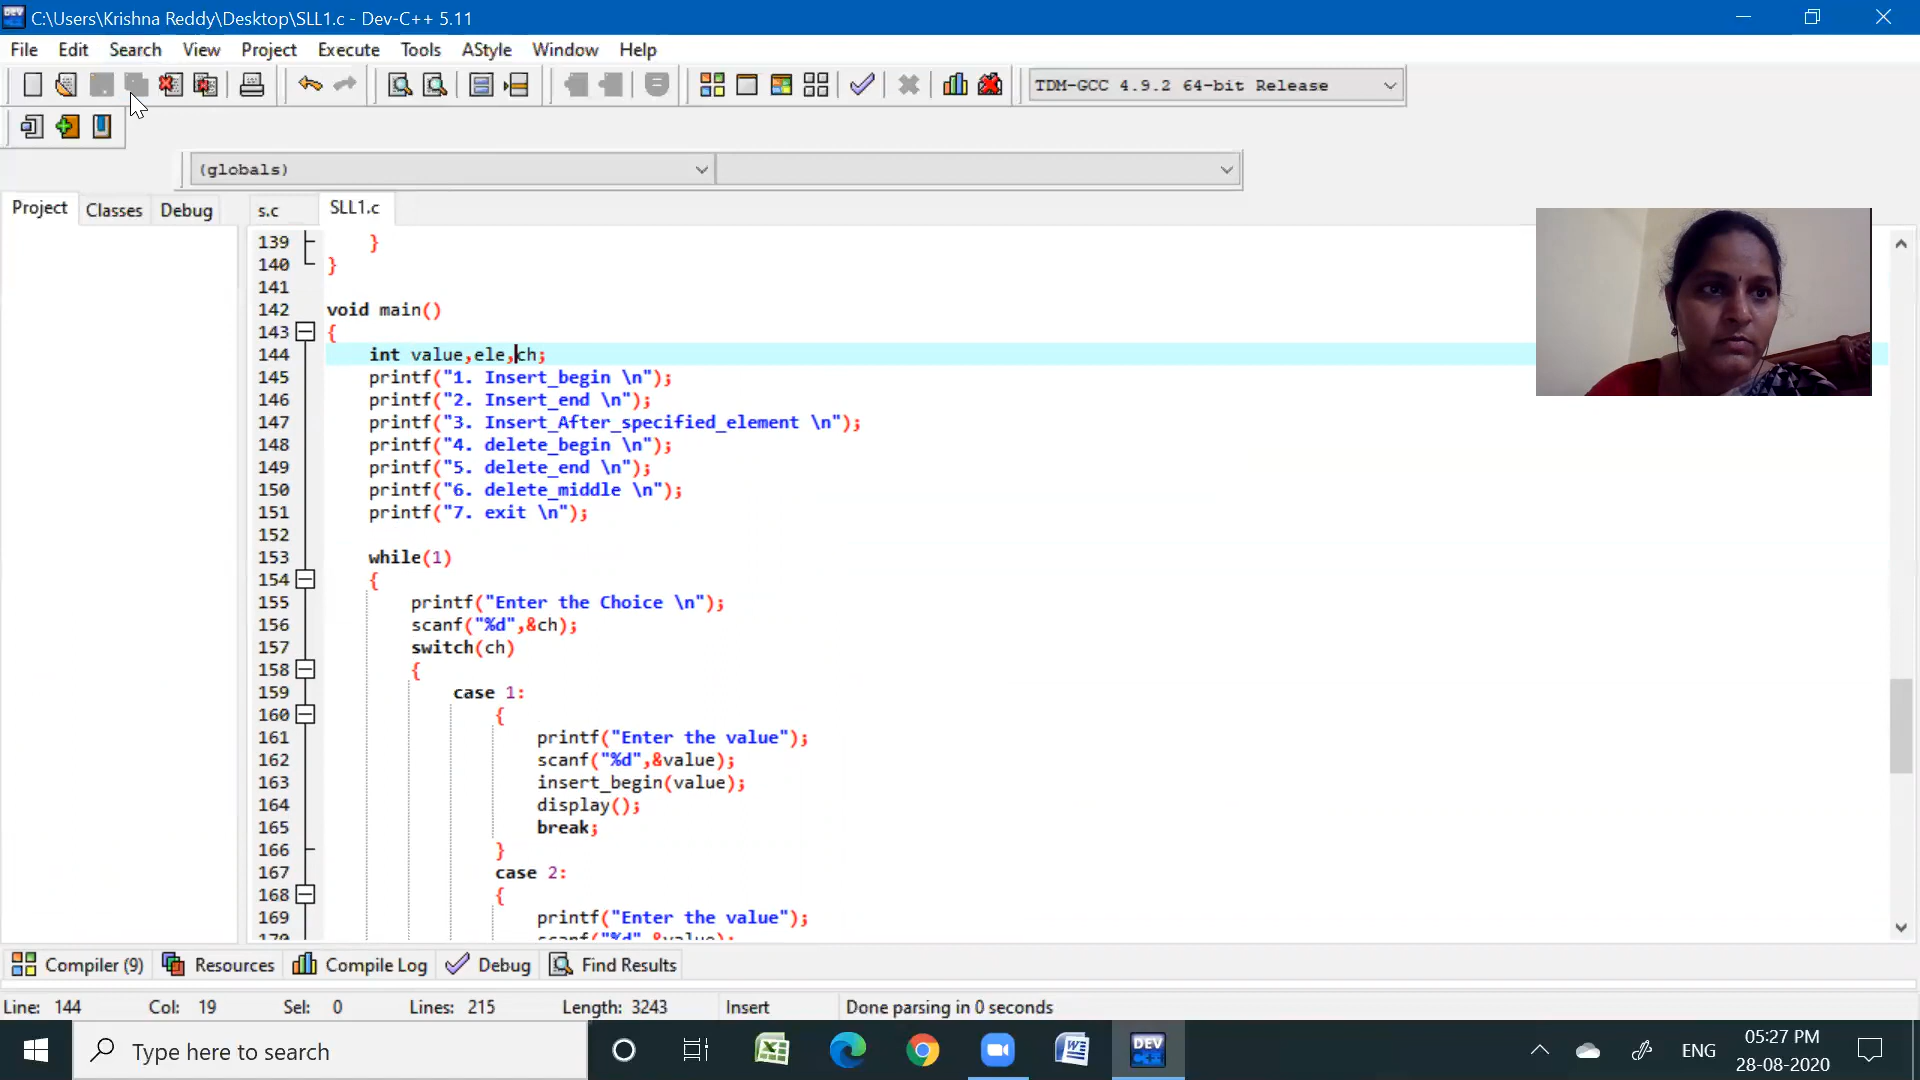 C:\Users\Krishna Reddy\Desktop\SLL1.c - Dev-C++ 5.11
File Edit Search View Project Execute Tools AStyle Window Help
TDM-GCC 4.9.2 64-bit Release
(globals)
Project Classes Debug s.c SLL1.c
139 }
140 }
141
142 void main()
143 {
144 int value,ele,ch;
145 printf("1. Insert_begin \n");
146 printf("2. Insert_end \n");
147 printf("3. Insert_After_specified_element \n");
148 printf("4. delete_begin \n");
149 printf("5. delete_end \n");
150 printf("6. delete_middle \n");
151 printf("7. exit \n");
152
153 while(1)
154 {
155 printf("Enter the Choice \n");
156 scanf("%d",&ch);
157 switch(ch)
158 {
159 case 1:
160 {
161 printf("Enter the value");
162 scanf("%d",&value);
163 insert_begin(value);
164 display();
165 break;
166 }
167 case 2:
168 {
169 printf("Enter the value");
170 scanf("%d",&value);
Compiler (9) Resources Compile Log Debug Find Results
Line: 144 Col: 19 Sel: 0 Lines: 215 Length: 3243 Insert Done parsing in 0 seconds
Type here to search
DEV C++
ENG
05:27 PM
28-08-2020